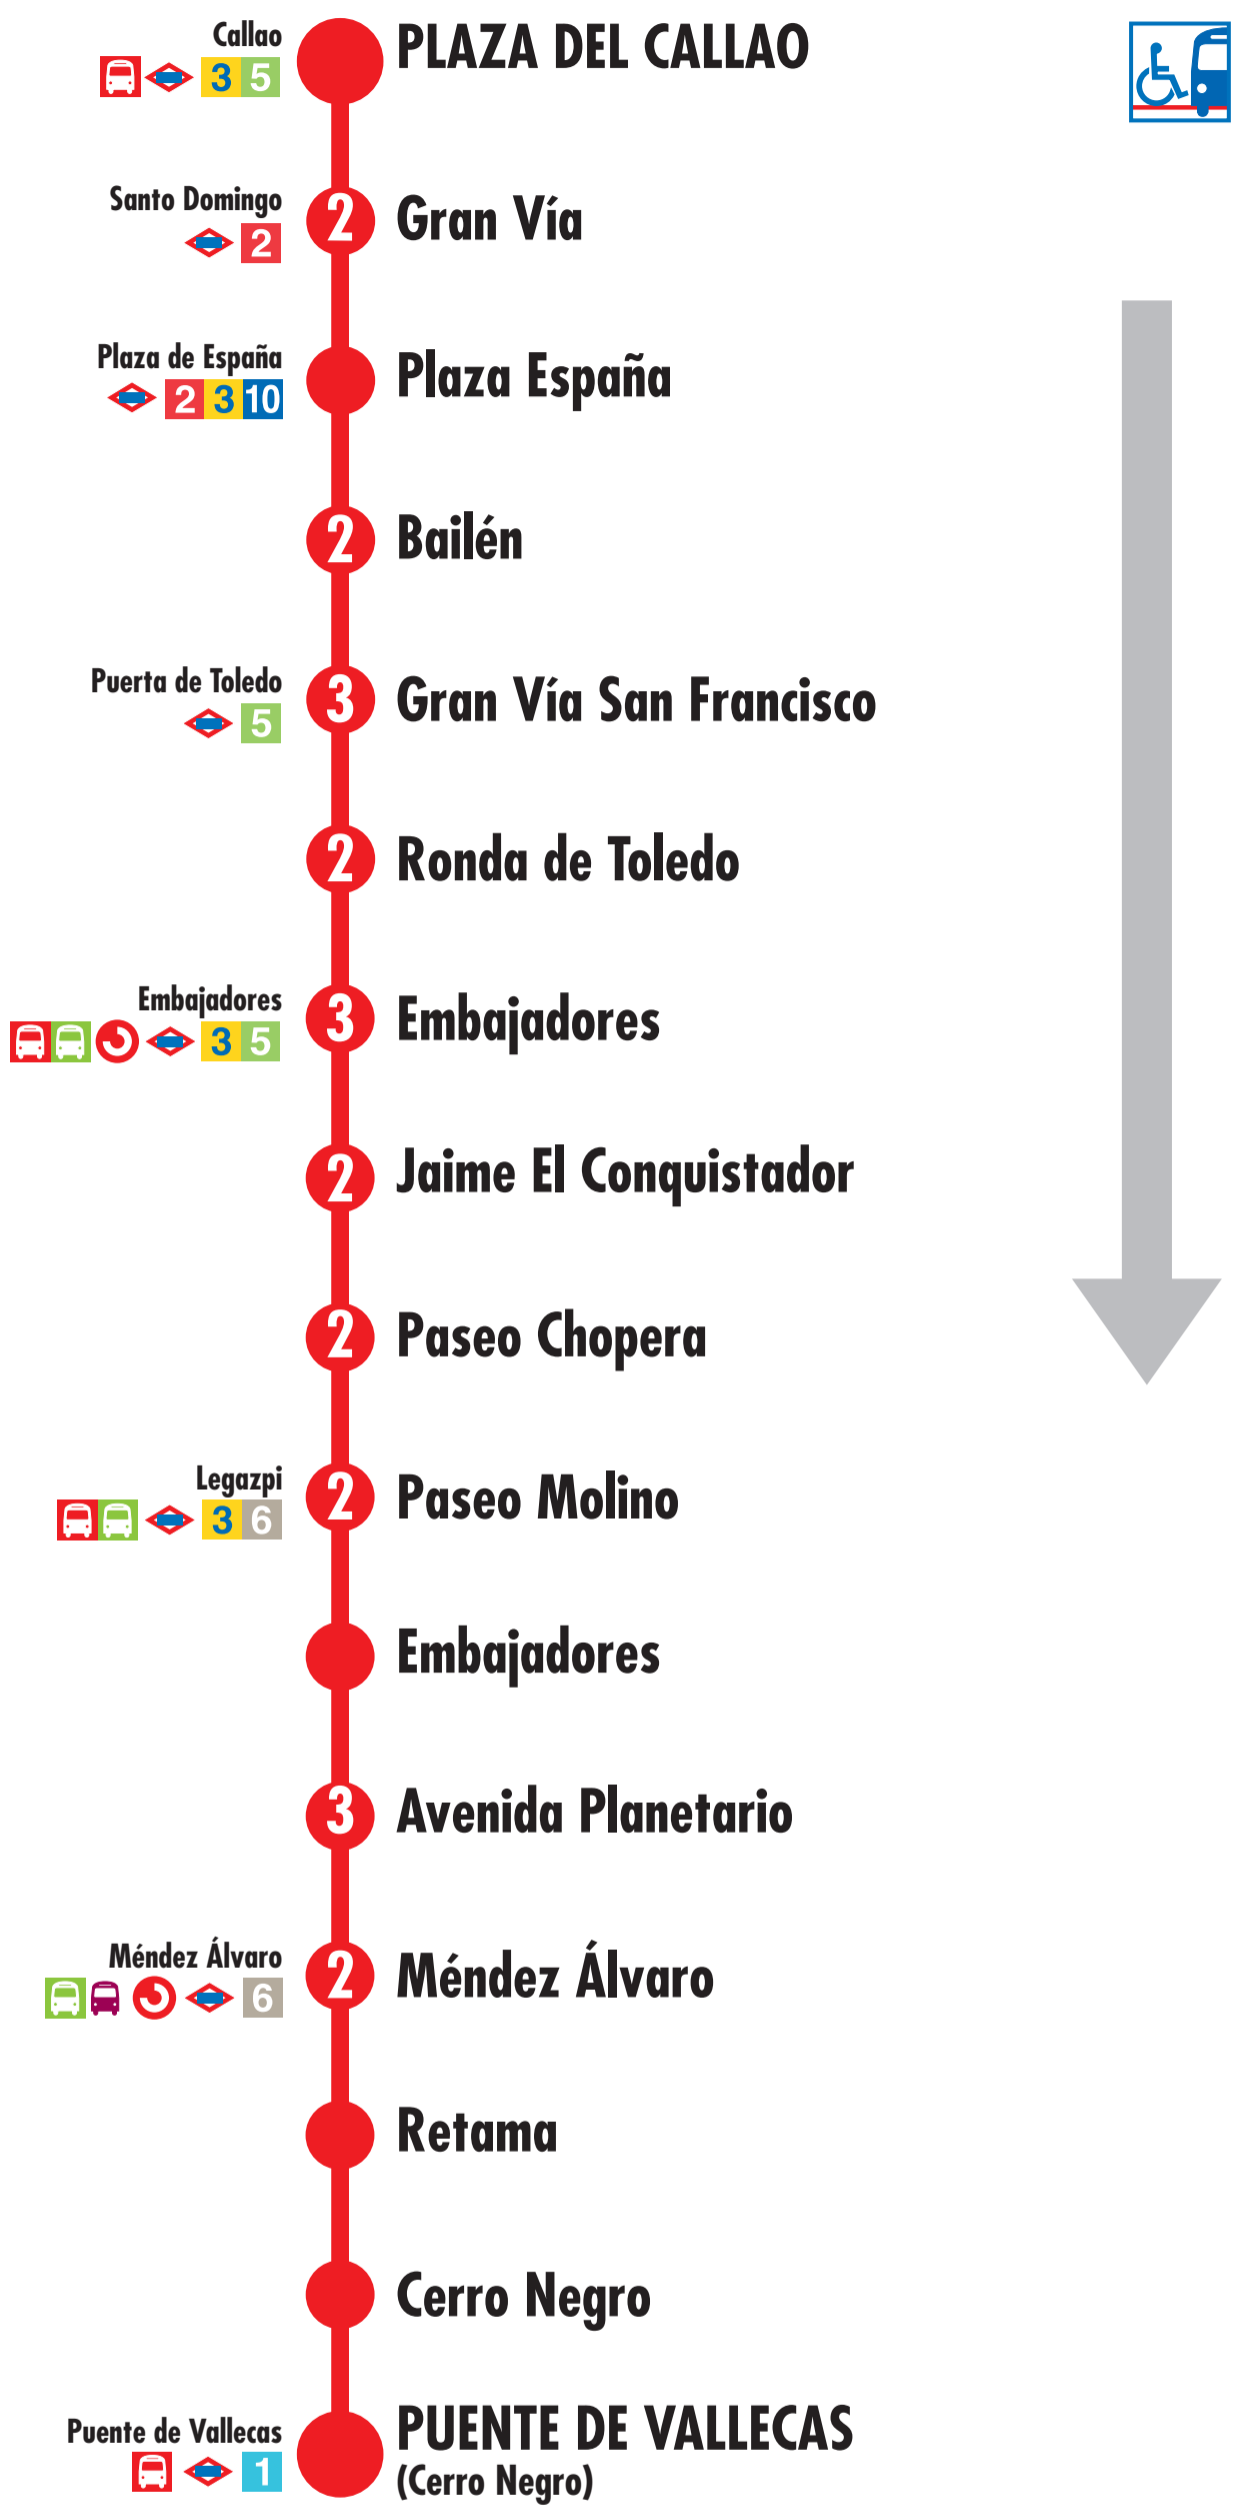 Callao
PLAZA DEL CALLAO
3 5
Santo Domingo
2 Gran Vía
2
Plaza de España
Plaza España
2 3 10
2 Bailén
Puerta de Toledo
3 Gran Vía San Francisco
5
2 Ronda de Toledo
Embajadores
3 Embajadores
3 5
2 Jaime El Conquistador
2 Paseo Chopera
Legazpi
2 Paseo Molino
3 6
Embajadores
3 Avenida Planetario
Méndez Álvaro
2 Méndez Álvaro
6
Retama
Cerro Negro
Puente de Vallecas
PUENTE DE VALLECAS
1
(Cerro Negro)